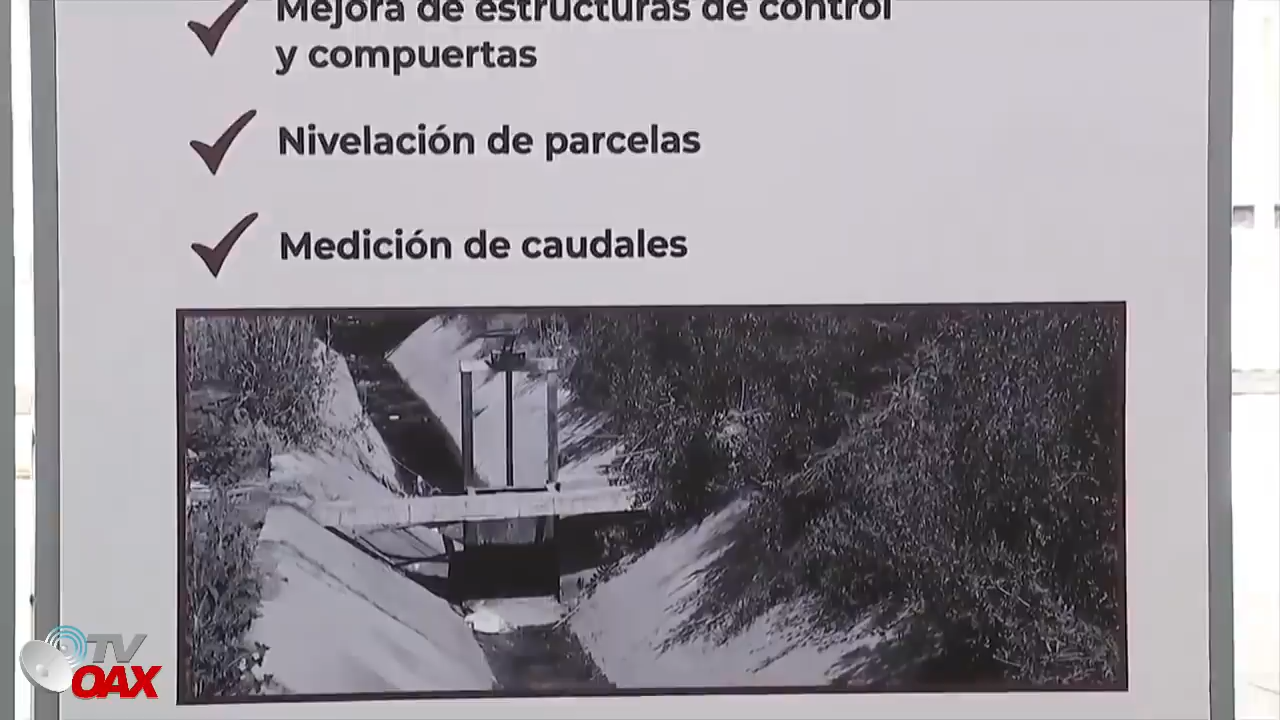 Mejora de estructuras de control
y compuertas
Nivelación de parcelas
Medición de caudales
TV
OAX